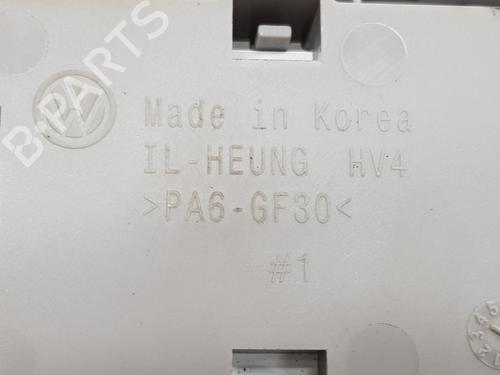 B-PARTS
Made in Korea
IL-HEUNG HV4
>PA6-GF30<
#1